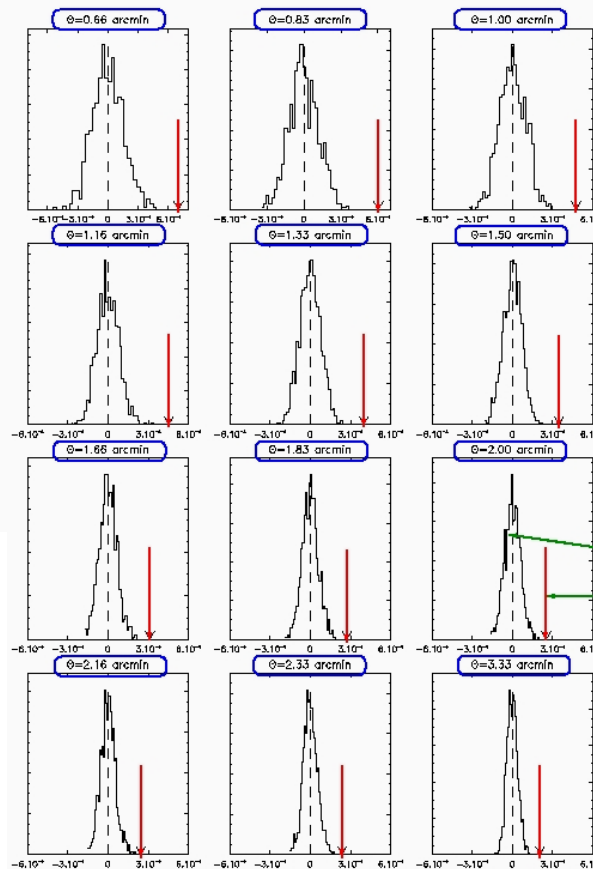 Θ=0.66 arcmin Θ=0.83 arcmin Θ=1.00 arcmin
-6.10⁻⁴ -3.10⁻⁴ 0 3.10⁻⁴ 6.10⁻⁴ -3.10⁻⁴ 0 3.10⁻⁴ 6.10⁻⁴ -3.10⁻⁴ 0 3.10⁻⁴
Θ=1.16 arcmin Θ=1.33 arcmin Θ=1.50 arcmin
-6.10⁻⁴ -3.10⁻⁴ 0 3.10⁻⁴ 6.10⁻⁴ -6.10⁻⁴ -3.10⁻⁴ 0 3.10⁻⁴ 6.10⁻⁴ -6.10⁻⁴ -3.10⁻⁴ 0 3.10⁻⁴
Θ=1.66 arcmin Θ=1.83 arcmin Θ=2.00 arcmin
-6.10⁻⁴ -3.10⁻⁴ 0 3.10⁻⁴ 6.10⁻⁴ -6.10⁻⁴ -3.10⁻⁴ 0 3.10⁻⁴ 6.10⁻⁴ -6.10⁻⁴ -3.10⁻⁴ 0 3.10⁻⁴
Θ=2.16 arcmin Θ=2.33 arcmin Θ=3.33 arcmin
-6.10⁻⁴ -3.10⁻⁴ 0 3.10⁻⁴ 6.10⁻⁴ -6.10⁻⁴ -3.10⁻⁴ 0 3.10⁻⁴ 6.10⁻⁴ -6.10⁻⁴ -3.10⁻⁴ 0 3.10⁻⁴